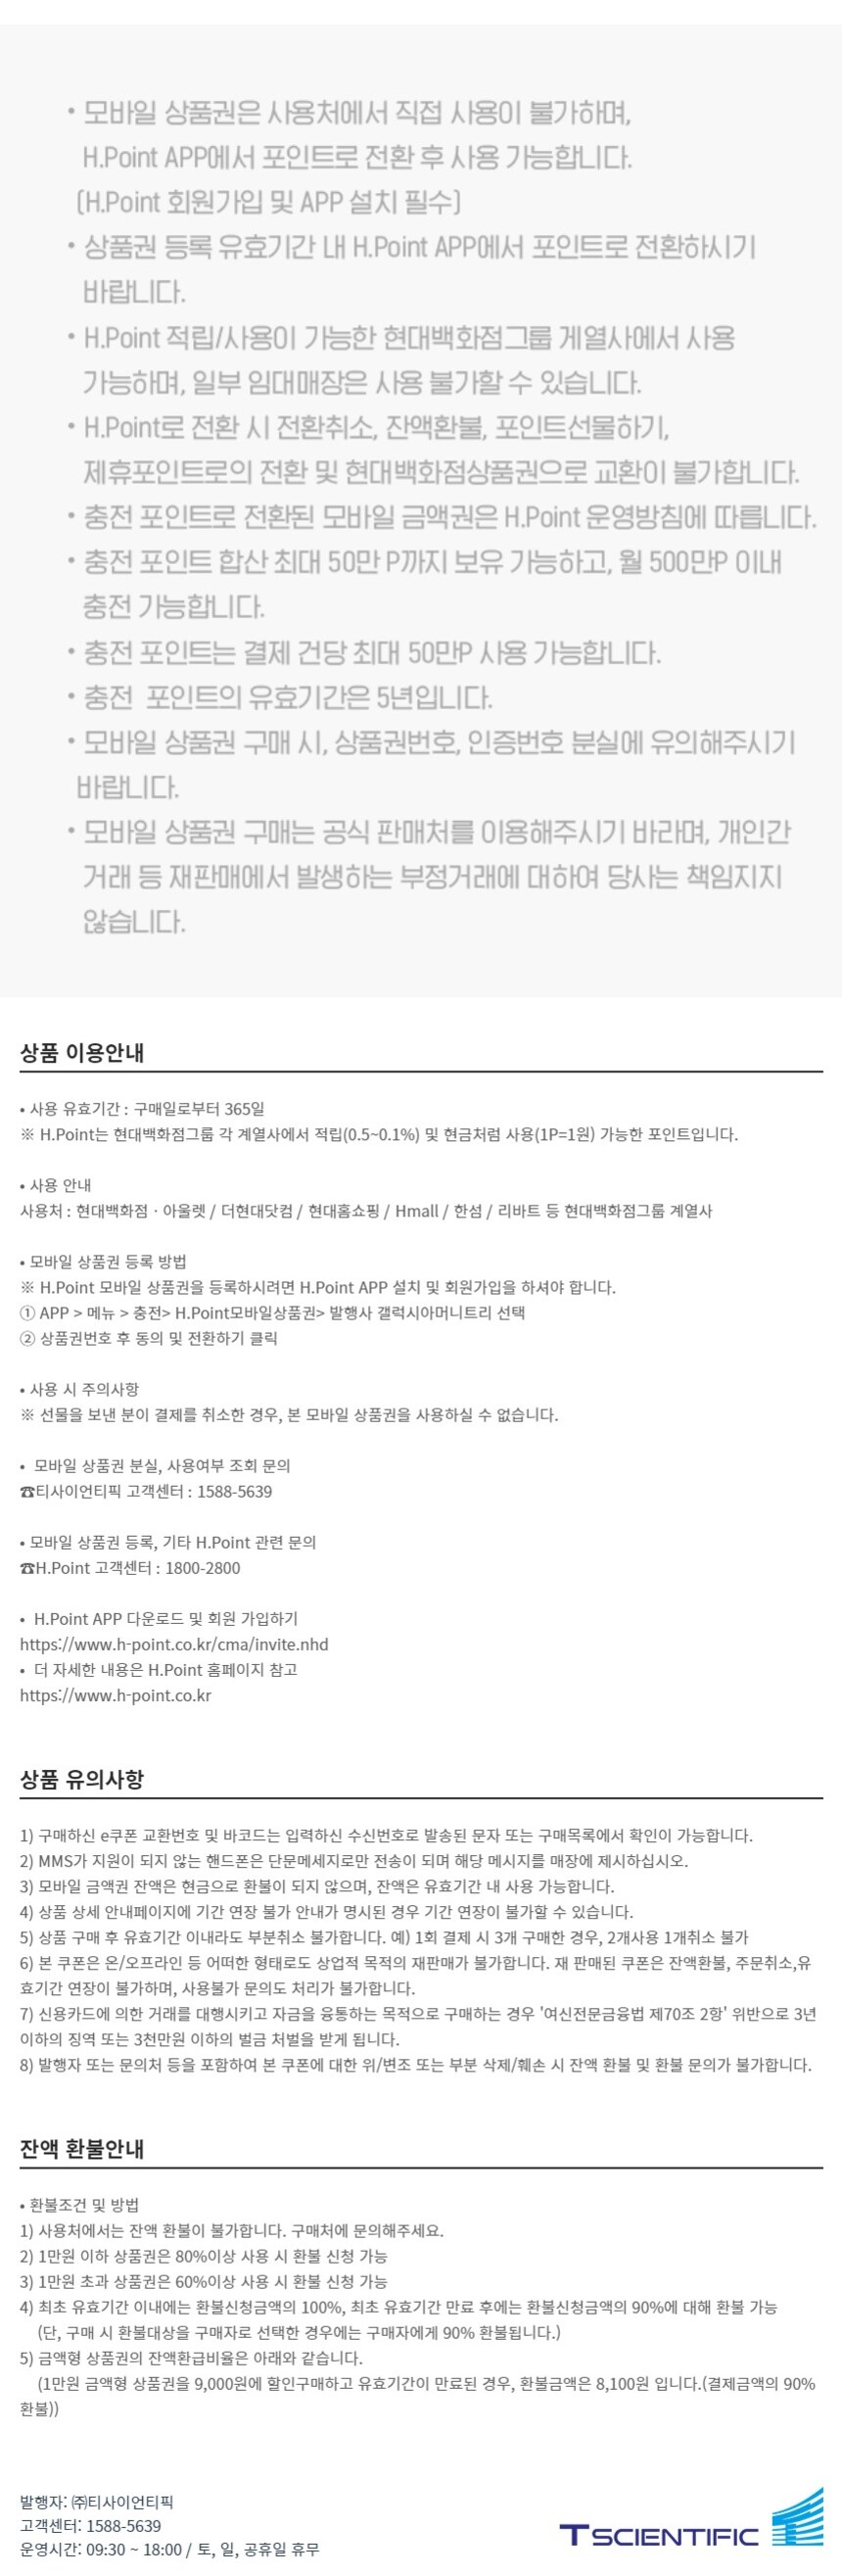 • 모바일 상품권은 사용처에서 직접 사용이 불가하며,
H.Point APP에서 포인트로 전환 후 사용 가능합니다.
(H.Point 회원가입 및 APP 설치 필수)
• 상품권 등록 유효기간 내 H.Point APP에서 포인트로 전환하시기
바랍니다.
• H.Point 적립/사용이 가능한 현대백화점그룹 계열사에서 사용
가능하며, 일부 임대매장은 사용 불가할 수 있습니다.
• H.Point로 전환 시 전환취소, 잔액환불, 포인트선물하기,
제휴포인트로의 전환 및 현대백화점상품권으로 교환이 불가합니다.
• 충전 포인트로 전환된 모바일 금액권은 H.Point 운영방침에 따릅니다.
• 충전 포인트 합산 최대 50만 P까지 보유 가능하고, 월 500만P 이내
충전 가능합니다.
• 충전 포인트는 결제 건당 최대 50만P 사용 가능합니다.
• 충전 포인트의 유효기간은 5년입니다.
• 모바일 상품권 구매 시, 상품권번호, 인증번호 분실에 유의해주시기
바랍니다.
• 모바일 상품권 구매는 공식 판매처를 이용해주시기 바라며, 개인간
거래 등 재판매에서 발생하는 부정거래에 대하여 당사는 책임지지
않습니다.
상품 이용안내
• 사용 유효기간 : 구매일로부터 365일
※ H.Point는 현대백화점그룹 각 계열사에서 적립(0.5~0.1%) 및 현금처럼 사용(1P=1원) 가능한 포인트입니다.
• 사용 안내
사용처 : 현대백화점ㆍ아울렛 / 더현대닷컴 / 현대홈쇼핑 / Hmall / 한섬 / 리바트 등 현대백화점그룹 계열사
• 모바일 상품권 등록 방법
※ H.Point 모바일 상품권을 등록하시려면 H.Point APP 설치 및 회원가입을 하셔야 합니다.
① APP > 메뉴 > 충전> H.Point모바일상품권> 발행사 갤럭시아머니트리 선택
② 상품권번호 후 동의 및 전환하기 클릭
• 사용 시 주의사항
※ 선물을 보낸 분이 결제를 취소한 경우, 본 모바일 상품권을 사용하실 수 없습니다.
• 모바일 상품권 분실, 사용여부 조회 문의
☎티사이언티픽 고객센터 : 1588-5639
• 모바일 상품권 등록, 기타 H.Point 관련 문의
☎H.Point 고객센터 : 1800-2800
• H.Point APP 다운로드 및 회원 가입하기
https://www.h-point.co.kr/cma/invite.nhd
• 더 자세한 내용은 H.Point 홈페이지 참고
https://www.h-point.co.kr
상품 유의사항
1) 구매하신 e쿠폰 교환번호 및 바코드는 입력하신 수신번호로 발송된 문자 또는 구매목록에서 확인이 가능합니다.
2) MMS가 지원이 되지 않는 핸드폰은 단문메세지로만 전송이 되며 해당 메시지를 매장에 제시하십시오.
3) 모바일 금액권 잔액은 현금으로 환불이 되지 않으며, 잔액은 유효기간 내 사용 가능합니다.
4) 상품 상세 안내페이지에 기간 연장 불가 안내가 명시된 경우 기간 연장이 불가할 수 있습니다.
5) 상품 구매 후 유효기간 이내라도 부분취소 불가합니다. 예) 1회 결제 시 3개 구매한 경우, 2개사용 1개취소 불가
6) 본 쿠폰은 온/오프라인 등 어떠한 형태로도 상업적 목적의 재판매가 불가합니다. 재 판매된 쿠폰은 잔액환불, 주문취소,유
효기간 연장이 불가하며, 사용불가 문의도 처리가 불가합니다.
7) 신용카드에 의한 거래를 대행시키고 자금을 융통하는 목적으로 구매하는 경우 '여신전문금융법 제70조 2항' 위반으로 3년
이하의 징역 또는 3천만원 이하의 벌금 처벌을 받게 됩니다.
8) 발행자 또는 문의처 등을 포함하여 본 쿠폰에 대한 위/변조 또는 부분 삭제/훼손 시 잔액 환불 및 환불 문의가 불가합니다.
잔액 환불안내
• 환불조건 및 방법
1) 사용처에서는 잔액 환불이 불가합니다. 구매처에 문의해주세요.
2) 1만원 이하 상품권은 80%이상 사용 시 환불 신청 가능
3) 1만원 초과 상품권은 60%이상 사용 시 환불 신청 가능
4) 최초 유효기간 이내에는 환불신청금액의 100%, 최초 유효기간 만료 후에는 환불신청금액의 90%에 대해 환불 가능
(단, 구매 시 환불대상을 구매자로 선택한 경우에는 구매자에게 90% 환불됩니다.)
5) 금액형 상품권의 잔액환급비율은 아래와 같습니다.
(1만원 금액형 상품권을 9,000원에 할인구매하고 유효기간이 만료된 경우, 환불금액은 8,100원 입니다.(결제금액의 90%
환불))
발행자: ㈜티사이언티픽
고객센터: 1588-5639
운영시간: 09:30 ~ 18:00 / 토, 일, 공휴일 휴무
TSCIENTIFIC